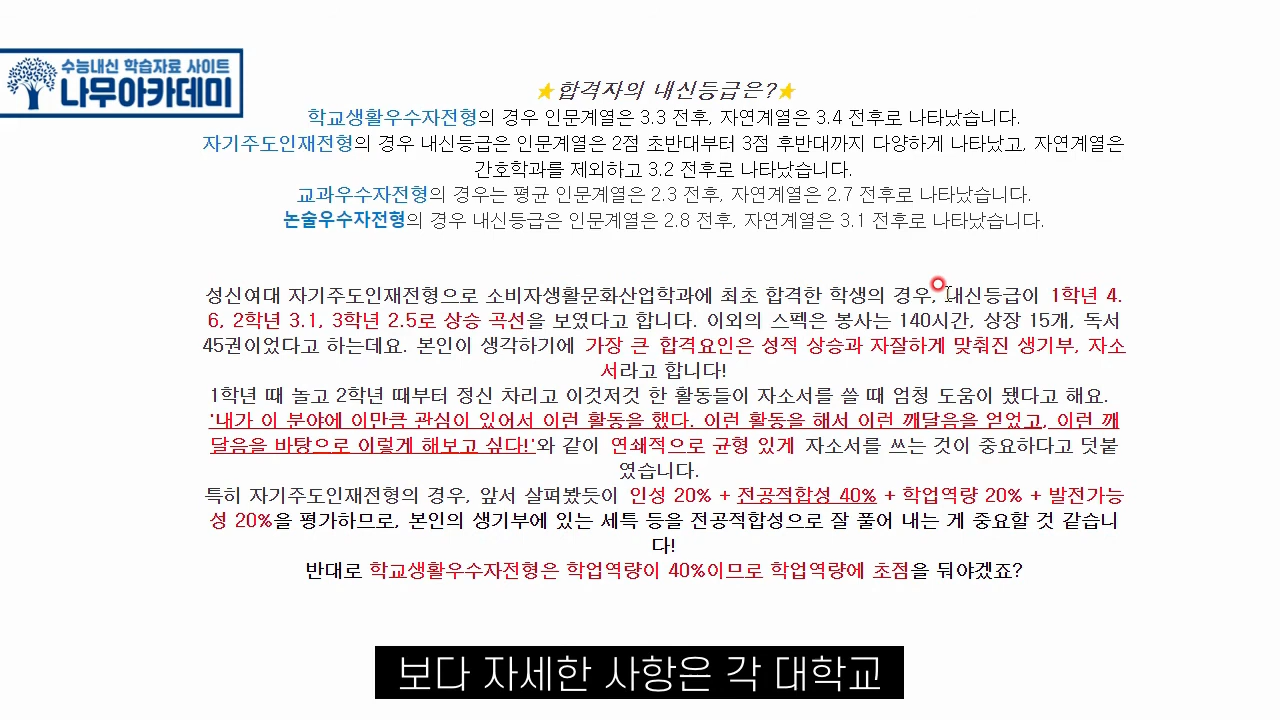 수능내신 학습자료 사이트
나무아카데미
⭐합격자의 내신등급은?⭐
학교생활우수자전형의 경우 인문계열은 3.3 전후, 자연계열은 3.4 전후로 나타났습니다.
자기주도인재전형의 경우 내신등급은 인문계열은 2점 초반대부터 3점 후반대까지 다양하게 나타났고, 자연계열은
간호학과를 제외하고 3.2 전후로 나타났습니다.
교과우수자전형의 경우는 평균 인문계열은 2.3 전후, 자연계열은 2.7 전후로 나타났습니다.
논술우수자전형의 경우 내신등급은 인문계열은 2.8 전후, 자연계열은 3.1 전후로 나타났습니다.
성신여대 자기주도인재전형으로 소비자생활문화산업학과에 최초 합격한 학생의 경우, 내신등급이 1학년 4.
6, 2학년 3.1, 3학년 2.5로 상승 곡선을 보였다고 합니다. 이외의 스펙은 봉사는 140시간, 상장 15개, 독서
45권이었다고 하는데요. 본인이 생각하기에 가장 큰 합격요인은 성적 상승과 자잘하게 맞춰진 생기부, 자소
서라고 합니다!
1학년 때 놀고 2학년 때부터 정신 차리고 이것저것 한 활동들이 자소서를 쓸 때 엄청 도움이 됐다고 해요.
'내가 이 분야에 이만큼 관심이 있어서 이런 활동을 했다. 이런 활동을 해서 이런 깨달음을 얻었고, 이런 깨
달음을 바탕으로 이렇게 해보고 싶다!'와 같이 연쇄적으로 균형 있게 자소서를 쓰는 것이 중요하다고 덧붙
였습니다.
특히 자기주도인재전형의 경우, 앞서 살펴봤듯이 인성 20% + 전공적합성 40% + 학업역량 20% + 발전가능
성 20%을 평가하므로, 본인의 생기부에 있는 세특 등을 전공적합성으로 잘 풀어 내는 게 중요할 것 같습니
다!
반대로 학교생활우수자전형은 학업역량이 40%이므로 학업역량에 초점을 둬야겠죠?
보다 자세한 사항은 각 대학교